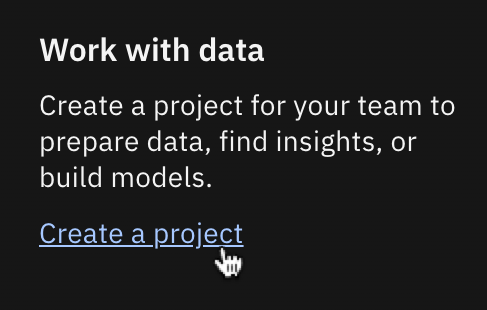 Work with data
Create a project for your team to
prepare data, find insights, or
build models.
Create a project